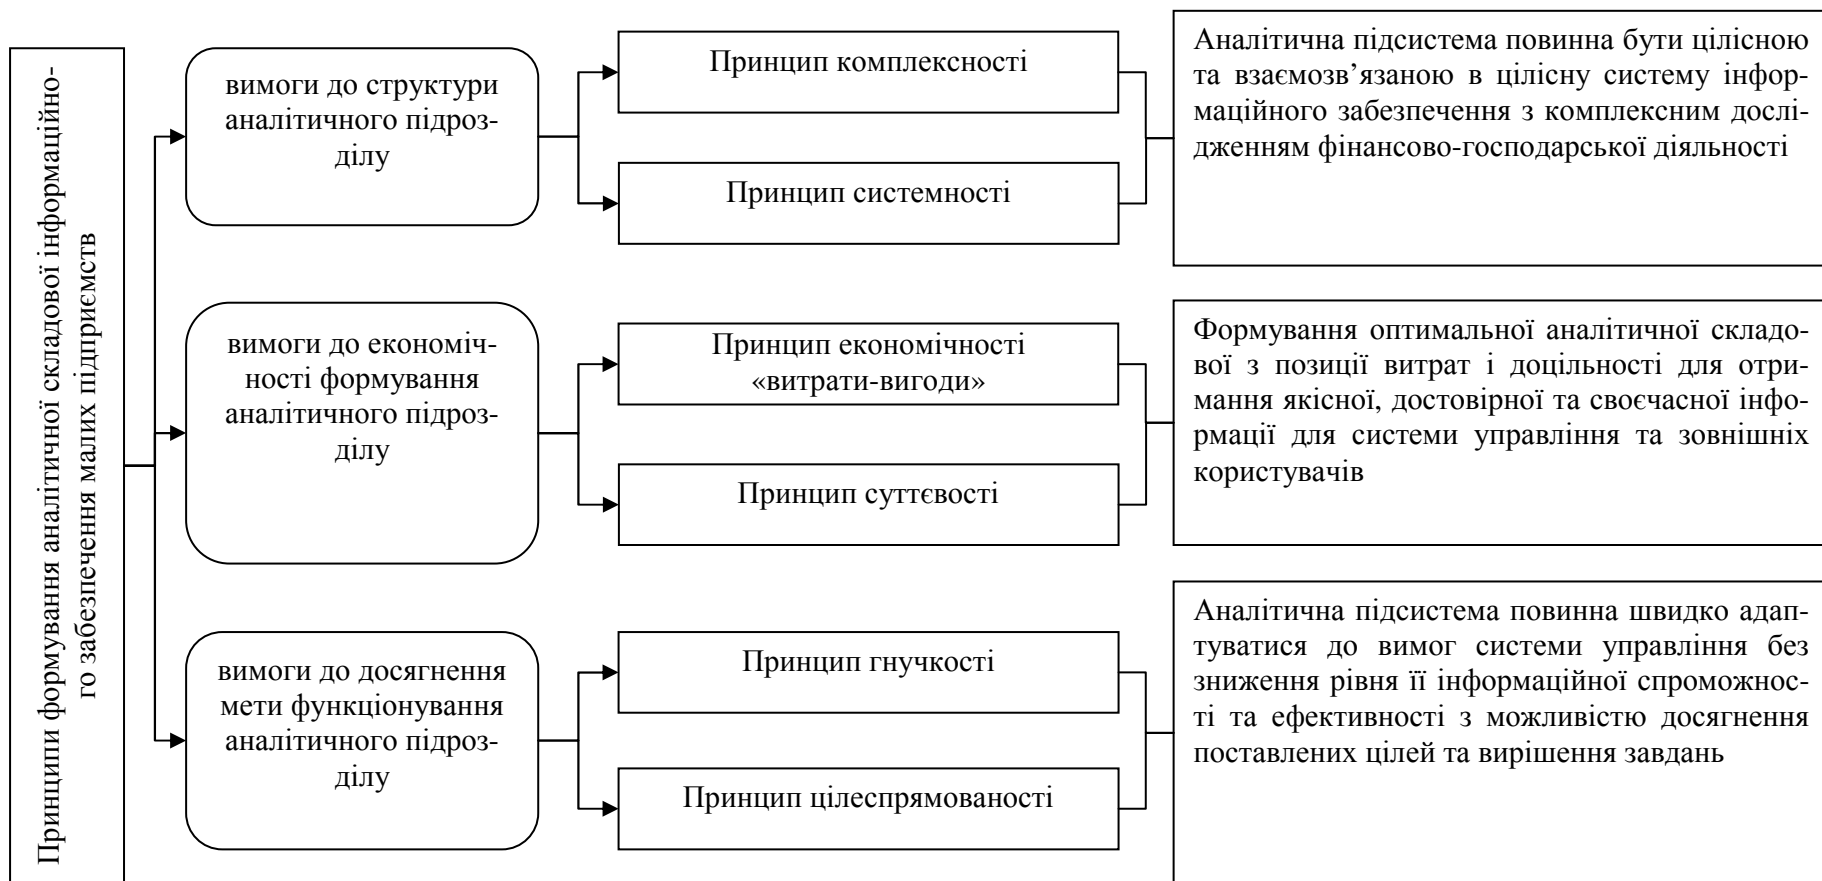 Принципи формування аналітичної складової інформаційно-
го забезпечення малих підприємств
вимоги до структури
аналітичного підроз-
ділу
Принцип комплексності
Принцип системності
Аналітична підсистема повинна бути цілісною
та взаємозв’язаною в цілісну систему інфор-
маційного забезпечення з комплексним дослі-
дженням фінансово-господарської діяльності
вимоги до економіч-
ності формування
аналітичного підроз-
ділу
Принцип економічності
«витрати-вигоди»
Принцип суттєвості
Формування оптимальної аналітичної складо-
вої з позиції витрат і доцільності для отри-
мання якісної, достовірної та своєчасної інфо-
рмації для системи управління та зовнішніх
користувачів
вимоги до досягнення
мети функціонування
аналітичного підроз-
ділу
Принцип гнучкості
Принцип цілеспрямованості
Аналітична підсистема повинна швидко адап-
туватися до вимог системи управління без
зниження рівня її інформаційної спроможнос-
ті та ефективності з можливістю досягнення
поставлених цілей та вирішення завдань